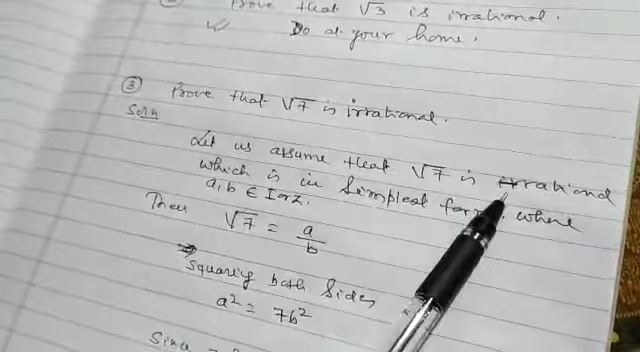 Prove that √3 is irrational.
Do at your home.
③ Prove that √7 is irrational.
Soln
Let us assume that √7 is rational
which is in Simplest form, where
a, b ∈ I or Z.
Then √7 = a/b
Squaring both Sides,
a² = 7b²